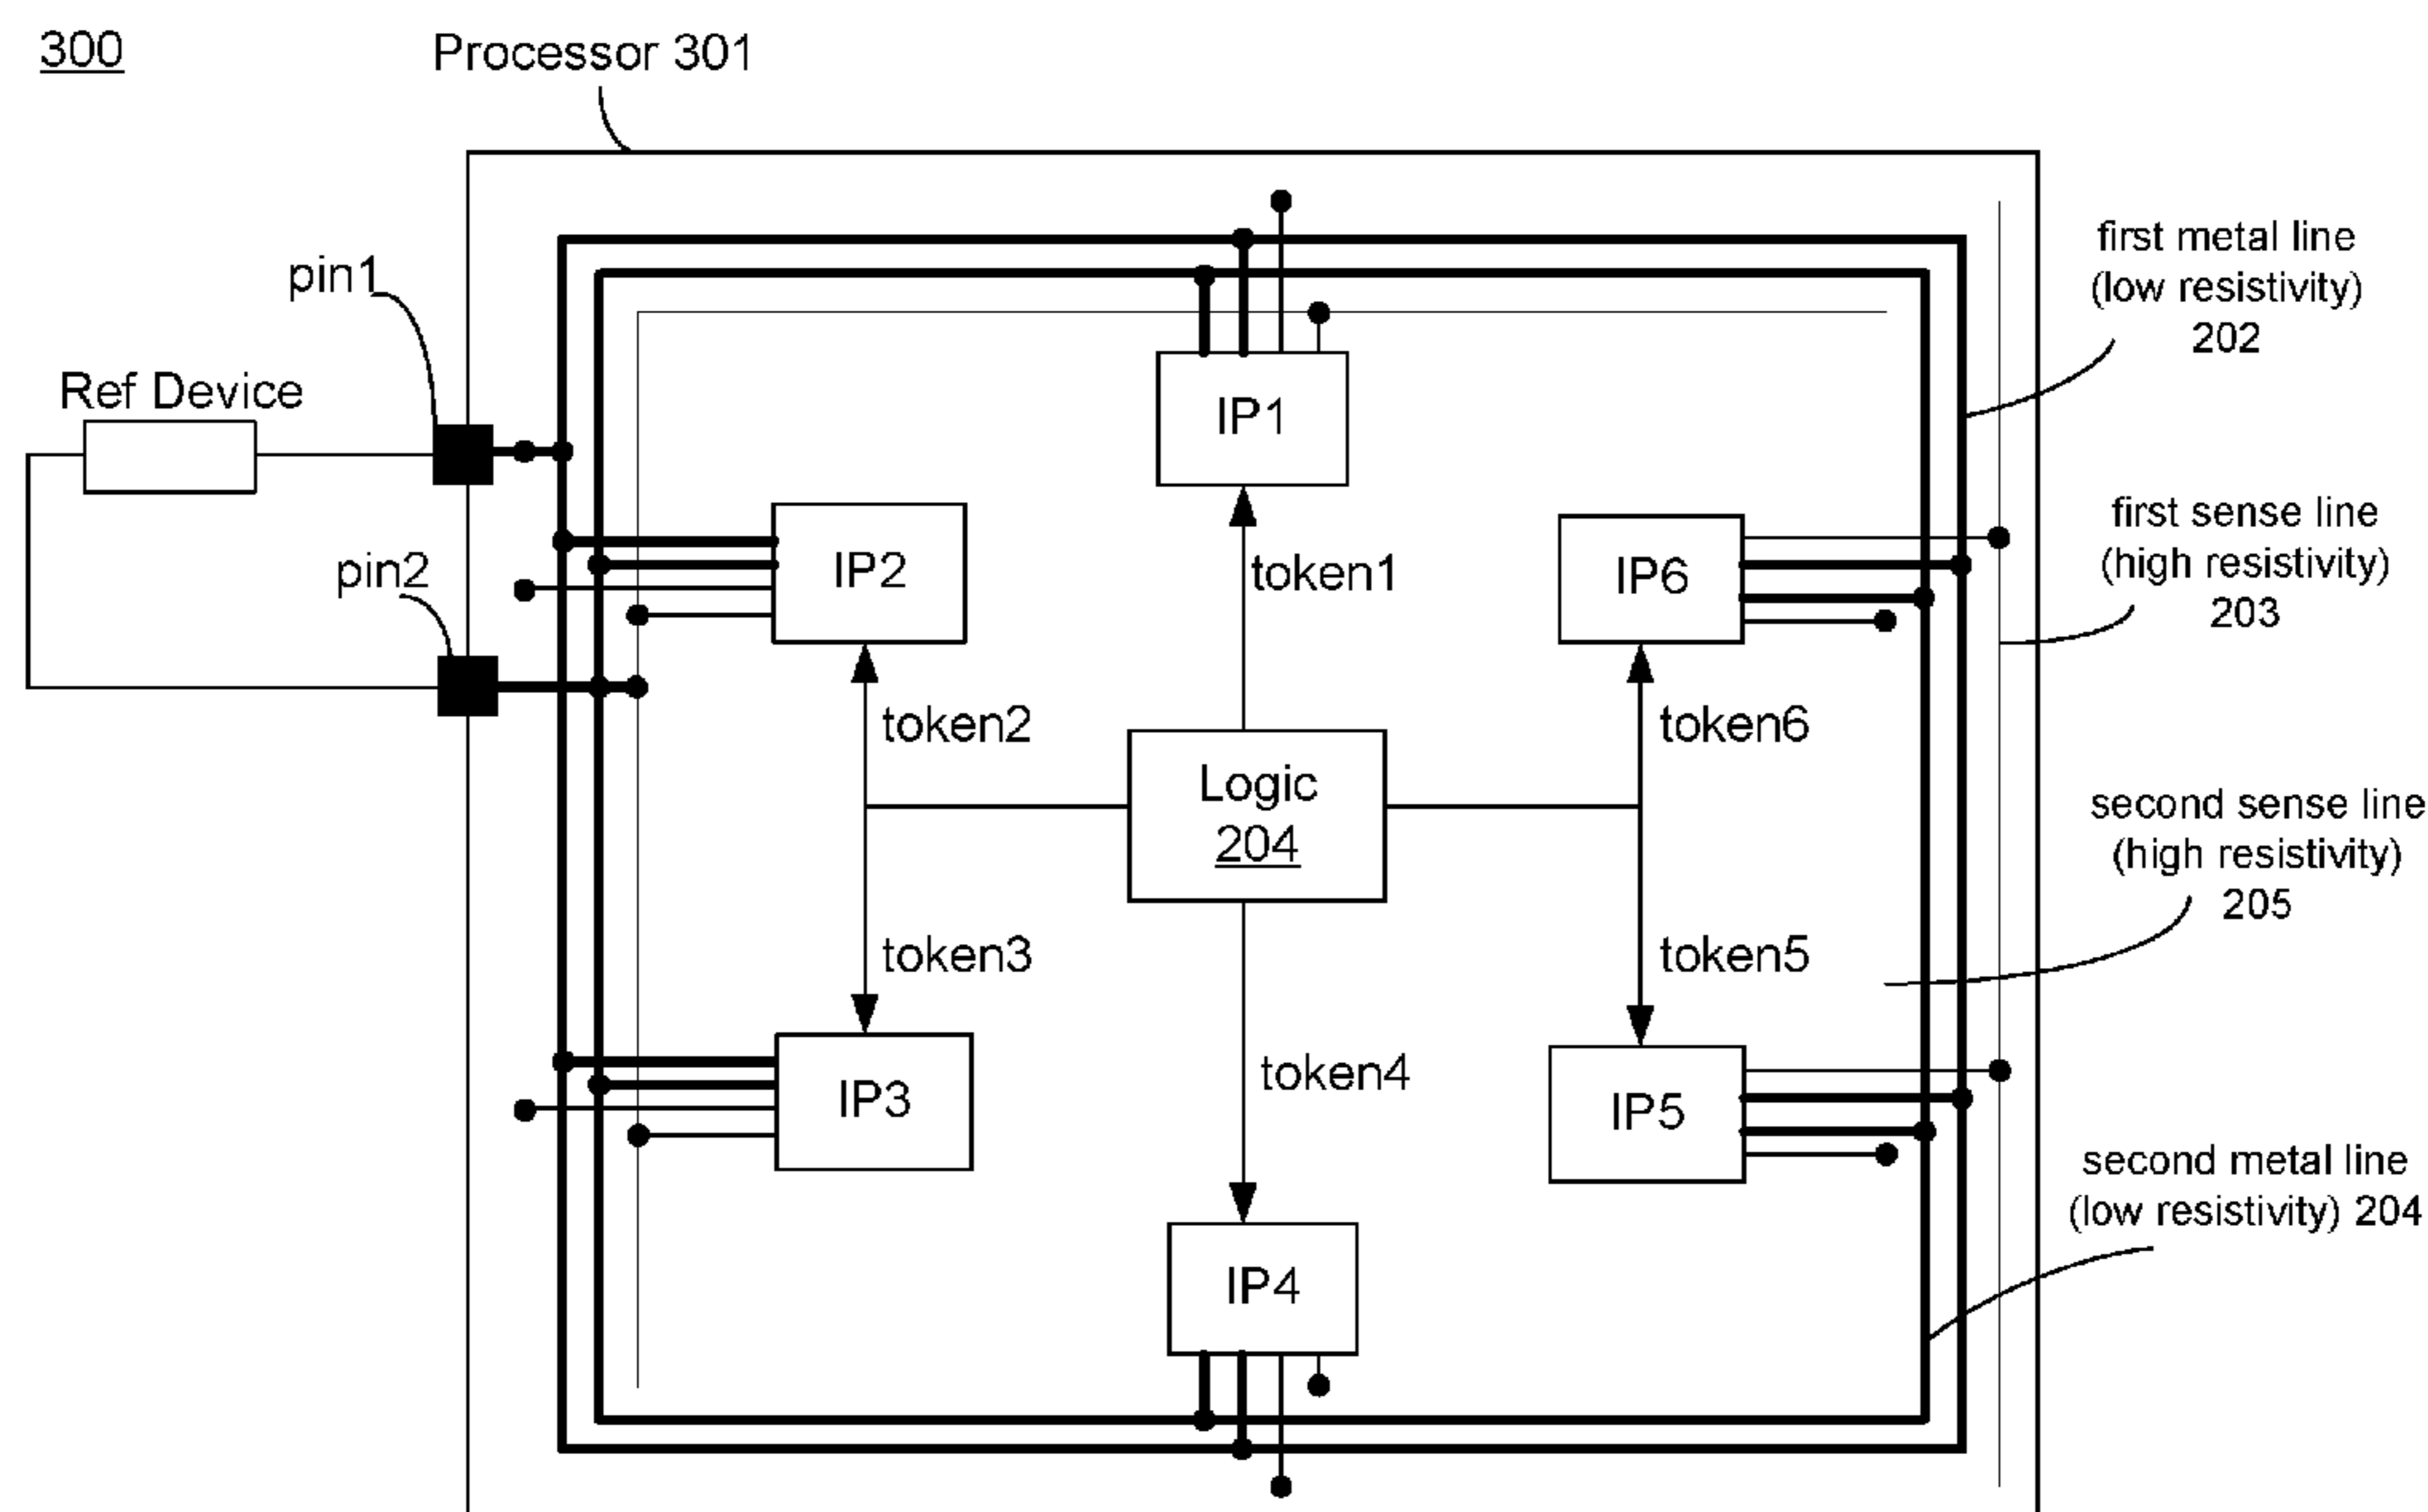 300
Processor 301
first metal line
(low resistivity)
202
pin1
Ref Device
IP1
first sense line
(high resistivity)
203
pin2
IP2
token1
IP6
token2
token6
Logic
204
second sense line
(high resistivity)
205
token3
token5
token4
IP3
IP5
second metal line
(low resistivity) 204
IP4